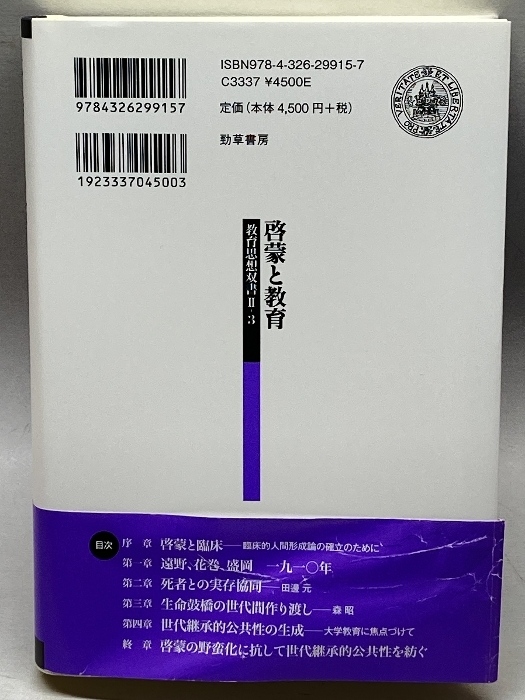 ISBN978-4-326-29915-7
C3337 ¥4500E
9784326299157
定価(本体 4,500 円+税)
勁草書房
1923337045003
PRO VERITATE ET LIBERTATE
啓蒙と教育
教育思想双書Ⅱ-3
目次
序 章 啓蒙と臨床──臨床的人間形成論の確立のために
第一章 遠野、花巻、盛岡 一九一〇年
第二章 死者との実存協同──田邊 元
第三章 生命鼓橋の世代間作り渡し──森 昭
第四章 世代継承的公共性の生成──大学教育に焦点づけて
終 章 啓蒙の野蛮化に抗して世代継承的公共性を紡ぐ